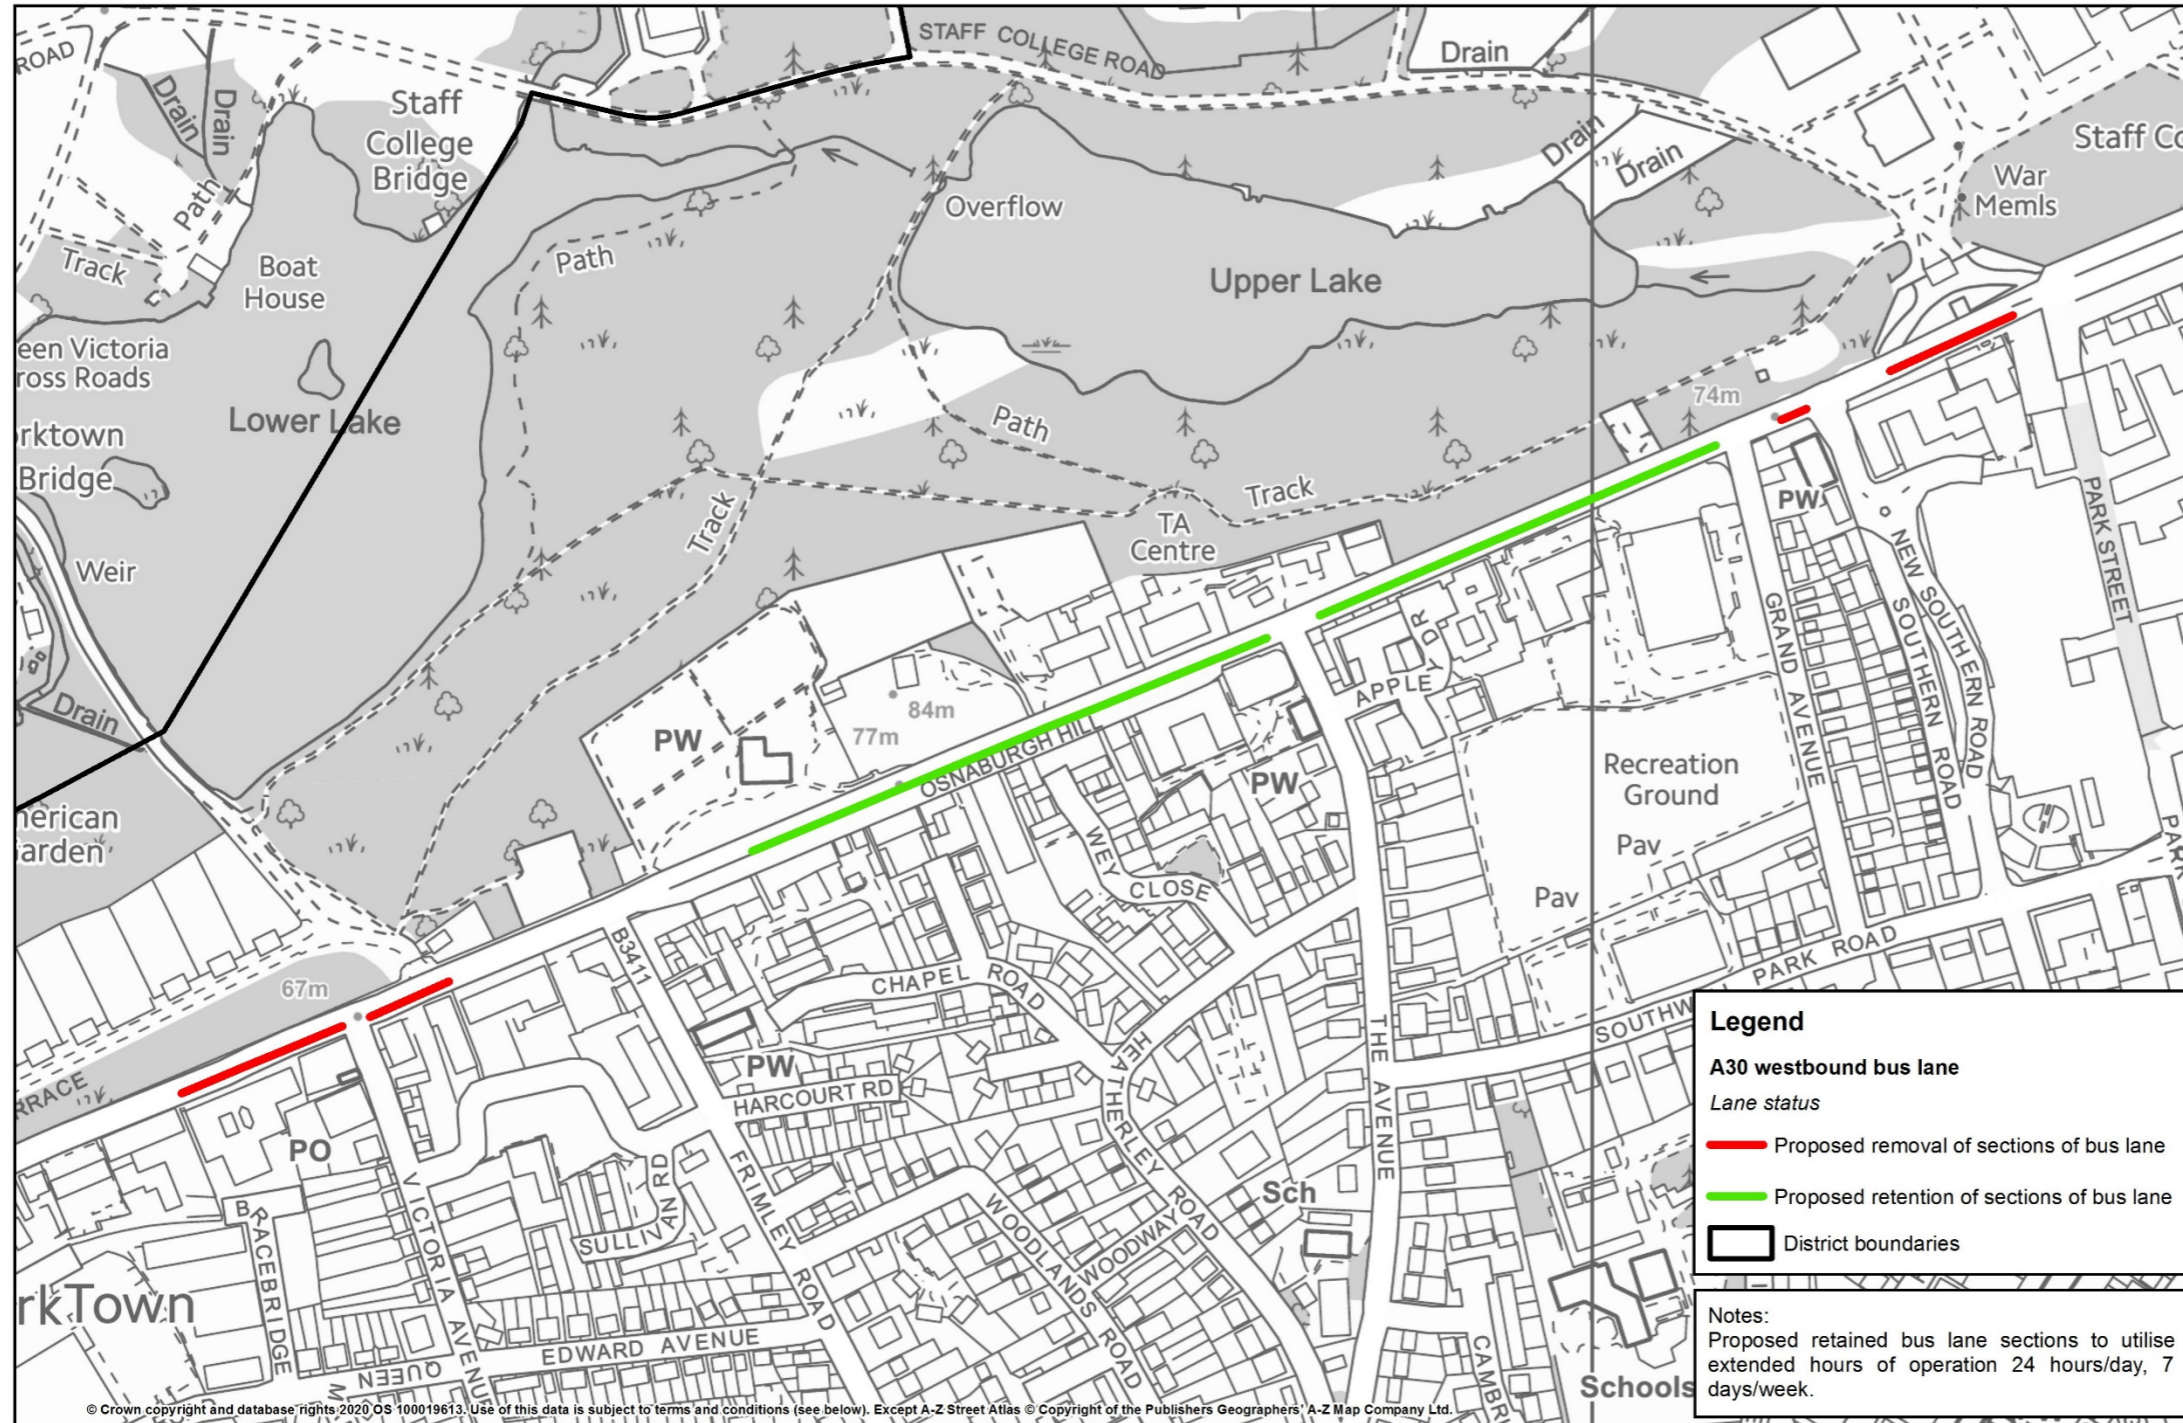 ROAD
STAFF COLLEGE ROAD
Drain
Drain
Drain
Staff
College
Bridge
Drain
Drain
Staff Co
War
Memls
Path
Overflow
Track
Boat
House
Path
Upper Lake
een Victoria
ross Roads
Lower Lake
74m
rktown
Bridge
Path
Track
Track
TA
Centre
PW
PARK STREET
Weir
NEW SOUTHERN ROAD
SOUTHERN ROAD
GRAND AVENUE
APPLEY DR
Drain
84m
77m
PW
OSNABURGH HILL
PW
Recreation
Ground
Pav
Pav
merican
arden
WEY CLOSE
B3411
67m
CHAPEL ROAD
PARK ROAD
SOUTHW
PW
HARCOURT RD
HEATHERLEY ROAD
THE AVENUE
RRACE
PO
SULLIVAN RD
FRIMLEY ROAD
VICTORIA AVENUE
BRACEBRIDGE
Sch
WOODWAY
WOODLANDS ROAD
rkTown
EDWARD AVENUE
QUEEN
CAMBRI
Schools
Legend
A30 westbound bus lane
Lane status
Proposed removal of sections of bus lane
Proposed retention of sections of bus lane
District boundaries
Notes:
Proposed retained bus lane sections to utilise
extended hours of operation 24 hours/day, 7
days/week.
© Crown copyright and database rights 2020 OS 100019613. Use of this data is subject to terms and conditions (see below). Except A-Z Street Atlas © Copyright of the Publishers Geographers' A-Z Map Company Ltd.